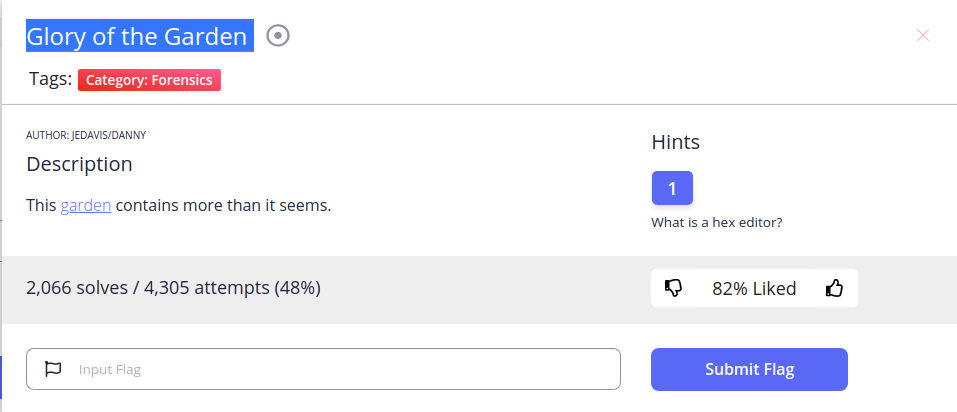 Glory of the Garden
Tags: Category: Forensics
AUTHOR: JEDAVIS/DANNY
Description
This garden contains more than it seems.
Hints
1
What is a hex editor?
2,066 solves / 4,305 attempts (48%)
82% Liked
Input Flag
Submit Flag